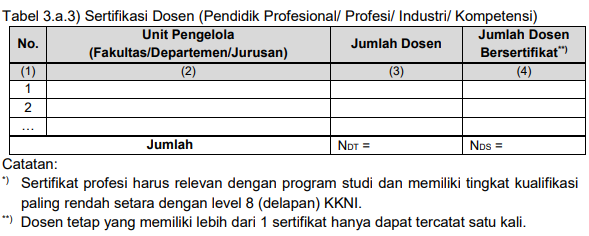 Tabel 3.a.3) Sertifikasi Dosen (Pendidik Profesional/ Profesi/ Industri/ Kompetensi)
No. Unit Pengelola (Fakultas/Departemen/Jurusan) Jumlah Dosen Jumlah Dosen Bersertifikat**)
(1) (2) (3) (4)
1
2
...
Jumlah NDT = NDS =
Catatan:
*) Sertifikat profesi harus relevan dengan program studi dan memiliki tingkat kualifikasi
paling rendah setara dengan level 8 (delapan) KKNI.
**) Dosen tetap yang memiliki lebih dari 1 sertifikat hanya dapat tercatat satu kali.